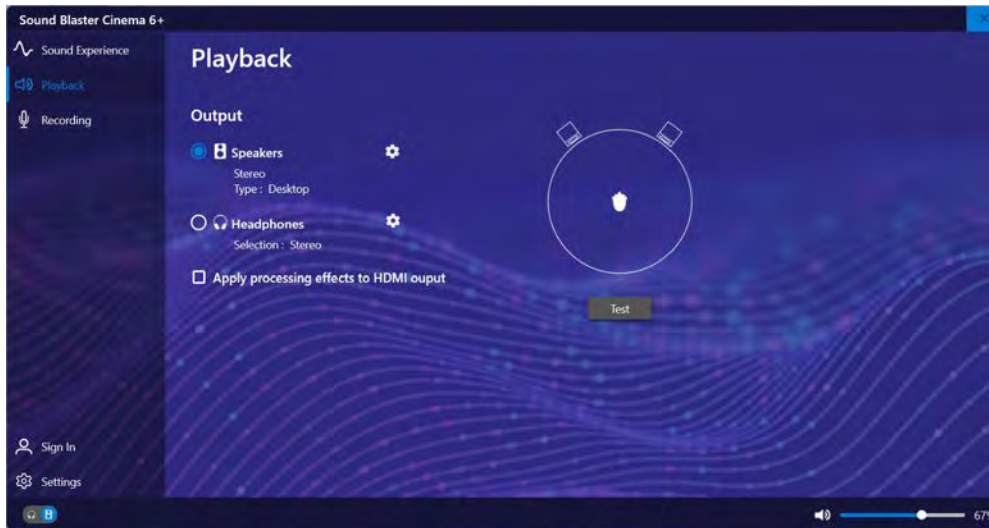 Sound Blaster Cinema 6+
Sound Experience
Playback
Recording
Sign In
Settings
Playback
Output
Speakers
Stereo
Type : Desktop
Headphones
Selection : Stereo
Apply processing effects to HDMI ouput
Test
67%